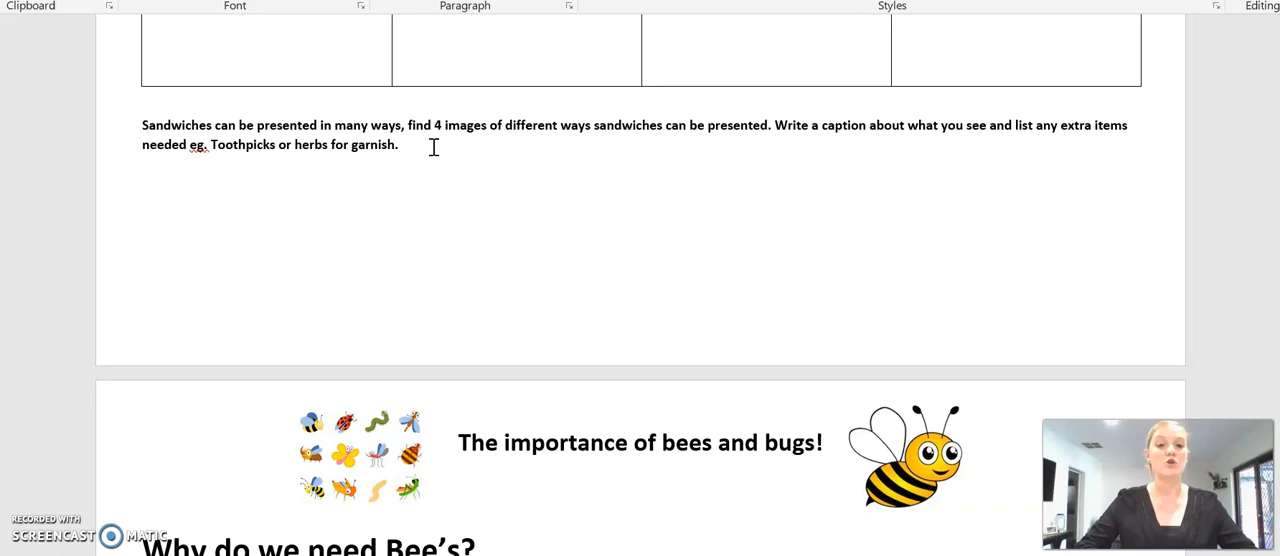 Clipboard Font Paragraph Styles Editing
Sandwiches can be presented in many ways, find 4 images of different ways sandwiches can be presented. Write a caption about what you see and list any extra items
needed eg. Toothpicks or herbs for garnish.
The importance of bees and bugs!
RECORDED WITH
SCREENCAST MATIC
Why do we need Bee's?